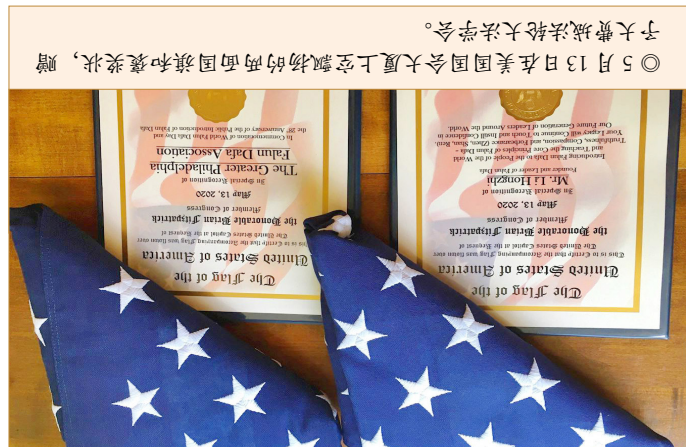 The Flag of the
United States of America
This is to Certify that the Accompanying Flag was flown over
The United States Capitol at the Request of
the Honorable Brian Fitzpatrick
Member of Congress
May 13, 2020
In Special Recognition of
Mr. Li Hongzhi
Founder and Leader of Falun Dafa
Introducing Falun Dafa to the People of the World
and Teaching the Core Principles of Falun Dafa -
Truthfulness, Compassion, and Forbearance (Zhen, Shan, Ren).
Your Legacy will Continue to Touch and Instill Confidence in
Our Future Generation of Leaders Around the World
The Flag of the
United States of America
This is to Certify that the Accompanying Flag was flown over
The United States Capitol at the Request of
the Honorable Brian Fitzpatrick
Member of Congress
May 13, 2020
In Special Recognition of
The Greater Philadelphia
Falun Dafa Association
In Commemoration of World Falun Dafa Day and
the 28th Anniversary of the Public Introduction of Falun Dafa
◎ 5 月 13 日在美国国会大厦上空飘扬的两面国旗和褒奖状，赠
予大费城法轮大法学会。